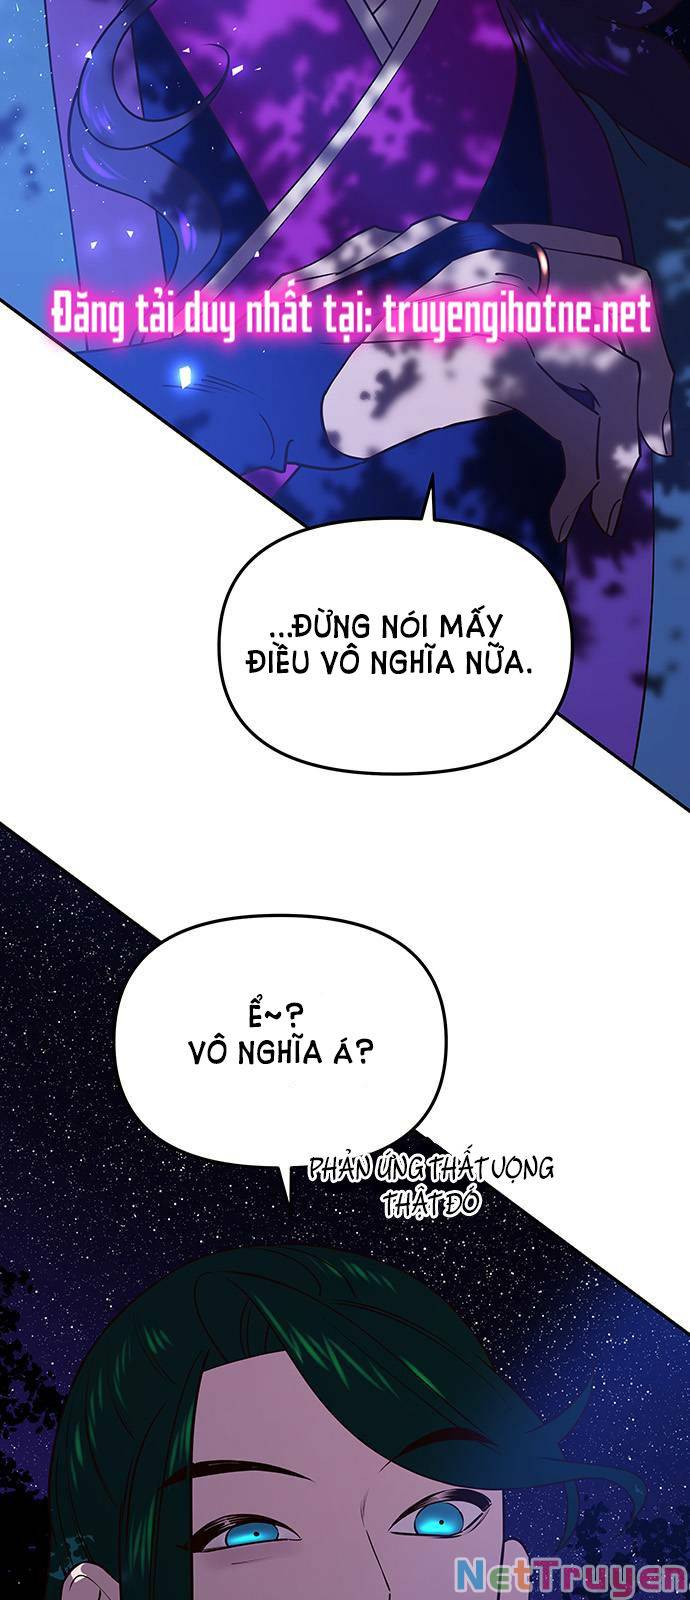 Đăng tải duy nhất tại: truyengihotne.net
...ĐỪNG NÓI MẤY
ĐIỀU VÔ NGHĨA NỮA.
Ể~?
VÔ NGHĨA Á?
PHẢN ỨNG THẤT VỌNG
THẬT ĐÓ
NetTruyen